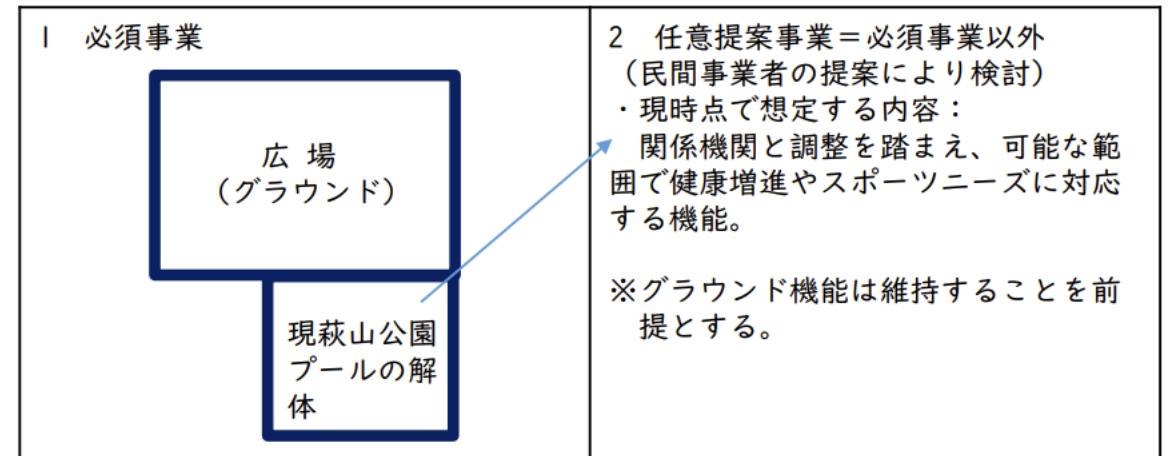 1 必須事業
広 場
（グラウンド）
現萩山公園
プールの解
体
2 任意提案事業＝必須事業以外
（民間事業者の提案により検討）
・現時点で想定する内容：
関係機関と調整を踏まえ、可能な範
囲で健康増進やスポーツニーズに対応
する機能。
※グラウンド機能は維持することを前
提とする。